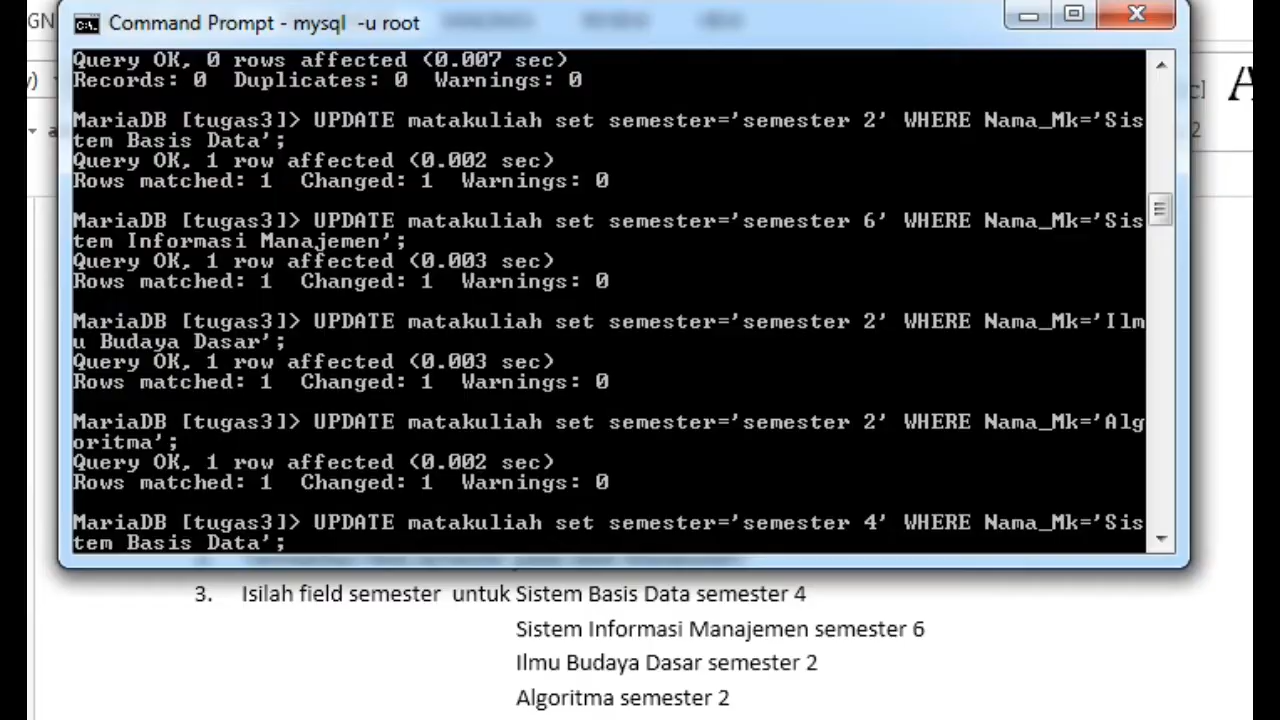 GN
Command Prompt - mysql -u root
Query OK, 0 rows affected (0.007 sec)
Records: 0 Duplicates: 0 Warnings: 0
MariaDB [tugas3]> UPDATE matakuliah set semester='semester 2' WHERE Nama_Mk='Sis
tem Basis Data';
Query OK, 1 row affected (0.002 sec)
Rows matched: 1 Changed: 1 Warnings: 0
MariaDB [tugas3]> UPDATE matakuliah set semester='semester 6' WHERE Nama_Mk='Sis
tem Informasi Manajemen';
Query OK, 1 row affected (0.003 sec)
Rows matched: 1 Changed: 1 Warnings: 0
MariaDB [tugas3]> UPDATE matakuliah set semester='semester 2' WHERE Nama_Mk='Ilm
u Budaya Dasar';
Query OK, 1 row affected (0.003 sec)
Rows matched: 1 Changed: 1 Warnings: 0
MariaDB [tugas3]> UPDATE matakuliah set semester='semester 2' WHERE Nama_Mk='Alg
oritma';
Query OK, 1 row affected (0.002 sec)
Rows matched: 1 Changed: 1 Warnings: 0
MariaDB [tugas3]> UPDATE matakuliah set semester='semester 4' WHERE Nama_Mk='Sis
tem Basis Data';
3. Isilah field semester untuk Sistem Basis Data semester 4
Sistem Informasi Manajemen semester 6
Ilmu Budaya Dasar semester 2
Algoritma semester 2